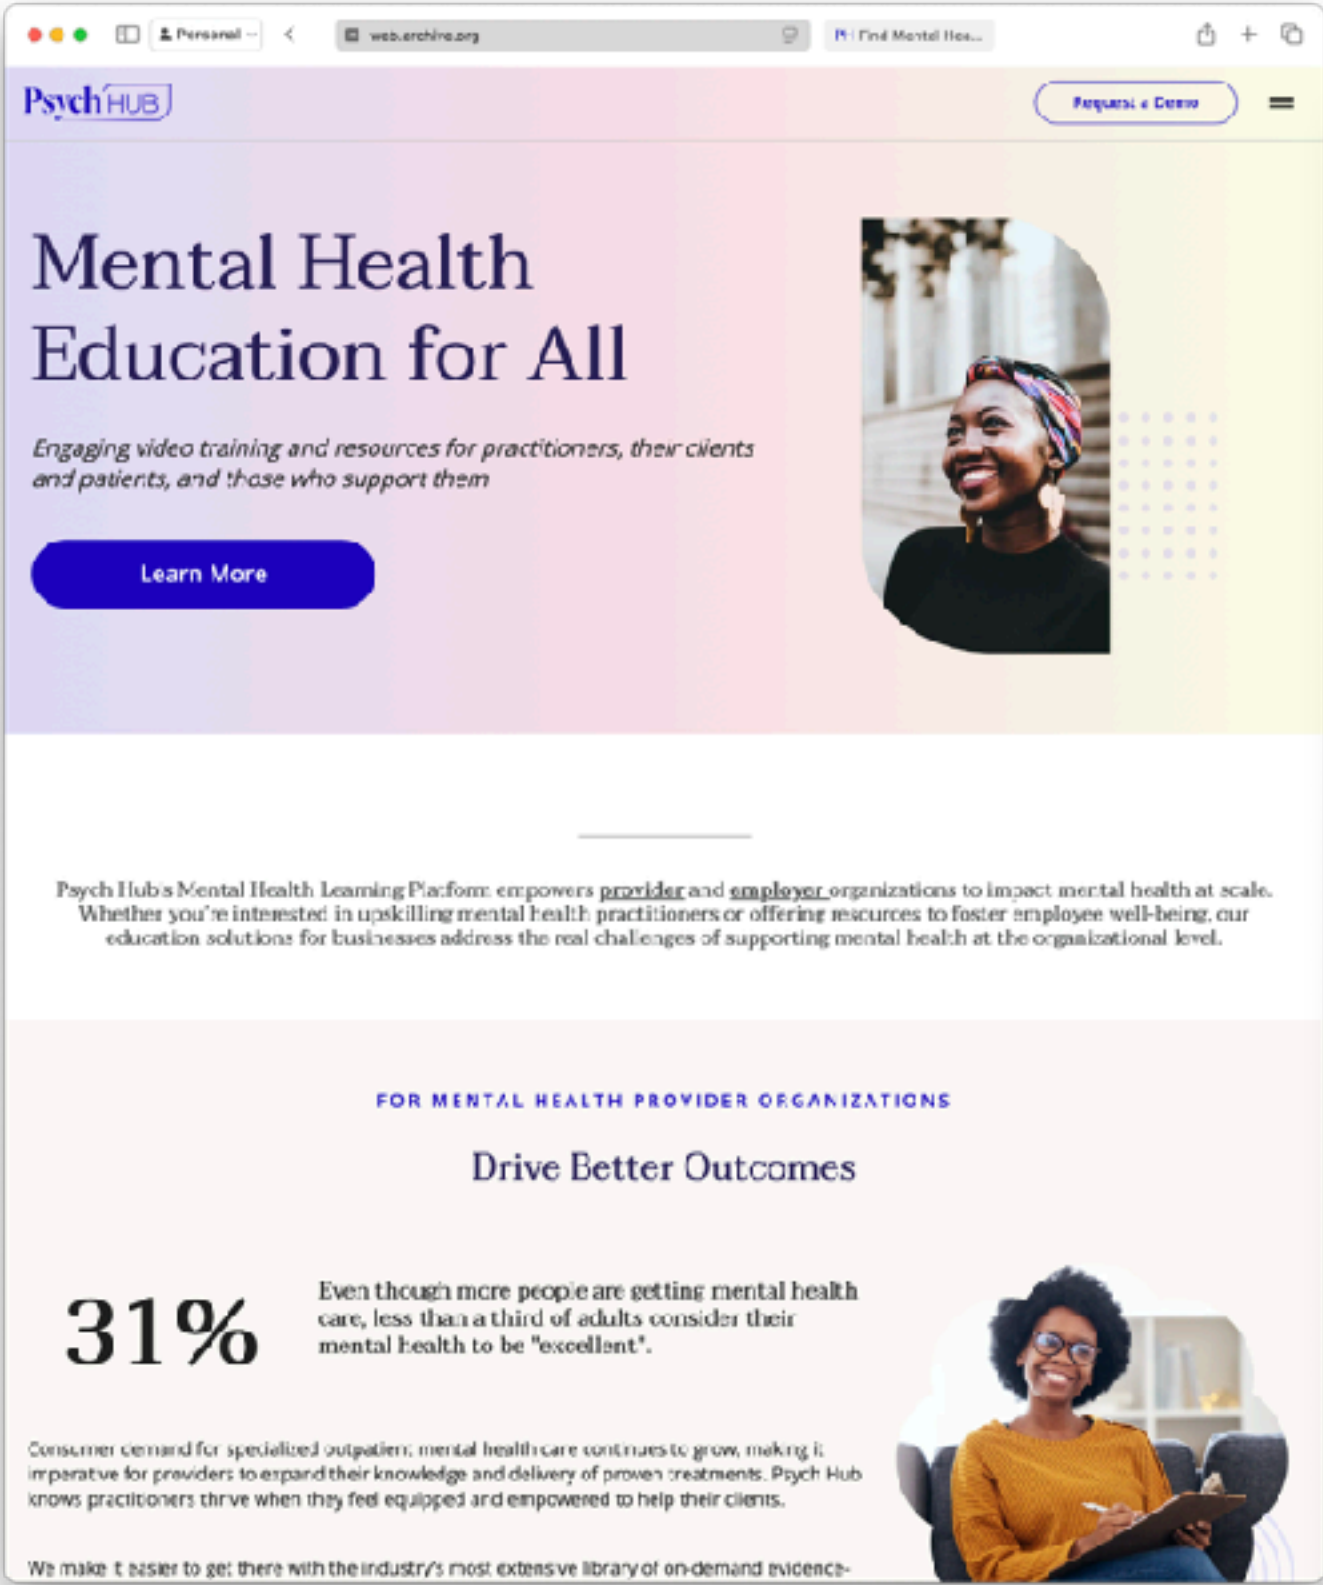 Personal
web.archive.org
PH Find Mental Hea...
Psych HUB
Request a Demo
Mental Health
Education for All
Engaging video training and resources for practitioners, their clients
and patients, and those who support them
Learn More
Psych Hub's Mental Health Learning Platform empowers provider and employer organizations to impact mental health at scale.
Whether you're interested in upskilling mental health practitioners or offering resources to foster employee well-being, our
education solutions for businesses address the real challenges of supporting mental health at the organizational level.
FOR MENTAL HEALTH PROVIDER ORGANIZATIONS
Drive Better Outcomes
31%
Even though more people are getting mental health
care, less than a third of adults consider their
mental health to be "excellent".
Consumer demand for specialized outpatient mental healthcare continues to grow, making it
imperative for providers to expand their knowledge and delivery of proven treatments. Psych Hub
knows practitioners thrive when they feel equipped and empowered to help their clients.
We make it easier to get there with the industry's most extensive library of on-demand evidence-